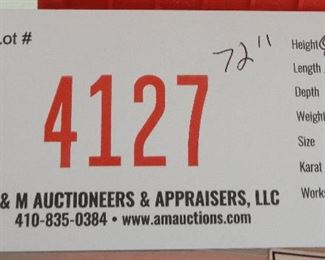 Lot #
4127
72"
Height
Length
Depth
Weight
Size
Karat
Works
& M AUCTIONEERS & APPRAISERS, LLC
410-835-0384 • www.amauctions.com